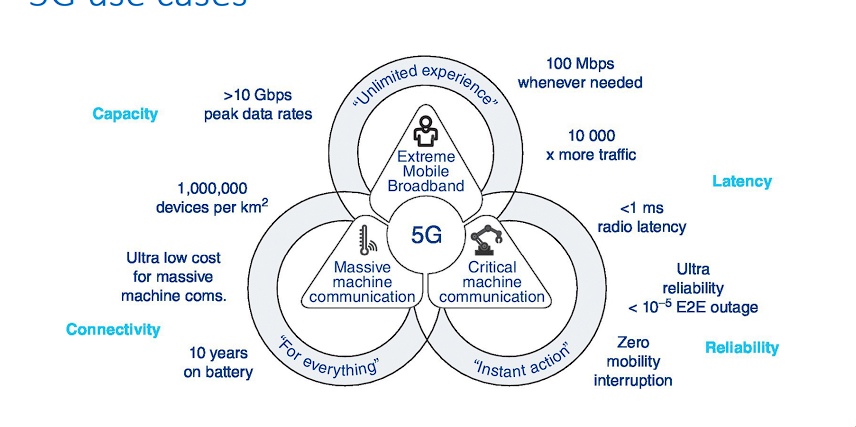 5G use cases
"Unlimited experience"
100 Mbps
whenever needed
>10 Gbps
peak data rates
Capacity
10 000
x more traffic
Extreme
Mobile
Broadband
Latency
1,000,000
devices per km²
<1 ms
radio latency
5G
Ultra low cost
for massive
machine coms.
Massive
machine
communication
Critical
machine
communication
Ultra
reliability
< 10⁻⁵ E2E outage
Connectivity
10 years
on battery
"For everything"
"Instant action"
Zero
mobility
interruption
Reliability